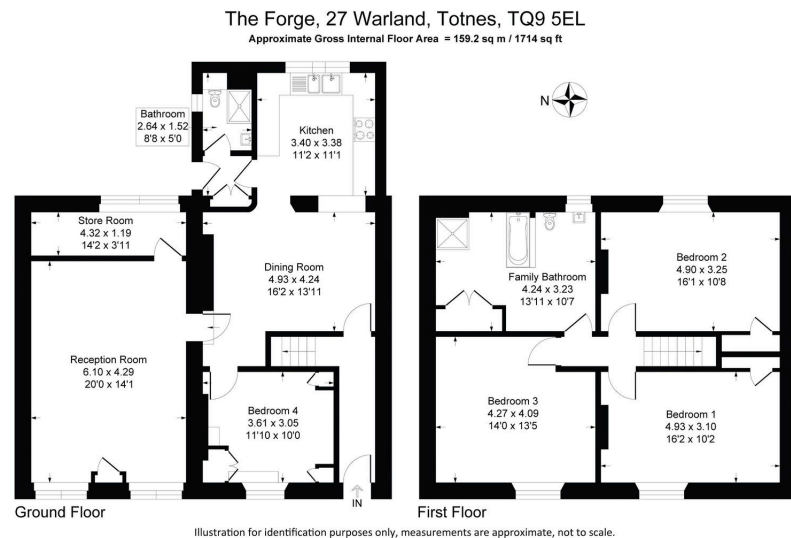 The Forge, 27 Warland, Totnes, TQ9 5EL
Approximate Gross Internal Floor Area = 159.2 sq m / 1714 sq ft
N
Bathroom
2.64 x 1.52
8'8 x 5'0
Kitchen
3.40 x 3.38
11'2 x 11'1
Store Room
4.32 x 1.19
14'2 x 3'11
Dining Room
4.93 x 4.24
16'2 x 13'11
Reception Room
6.10 x 4.29
20'0 x 14'1
Bedroom 4
3.61 x 3.05
11'10 x 10'0
IN
Ground Floor
Family Bathroom
4.24 x 3.23
13'11 x 10'7
Bedroom 2
4.90 x 3.25
16'1 x 10'8
Bedroom 3
4.27 x 4.09
14'0 x 13'5
Bedroom 1
4.93 x 3.10
16'2 x 10'2
First Floor
Illustration for identification purposes only, measurements are approximate, not to scale.